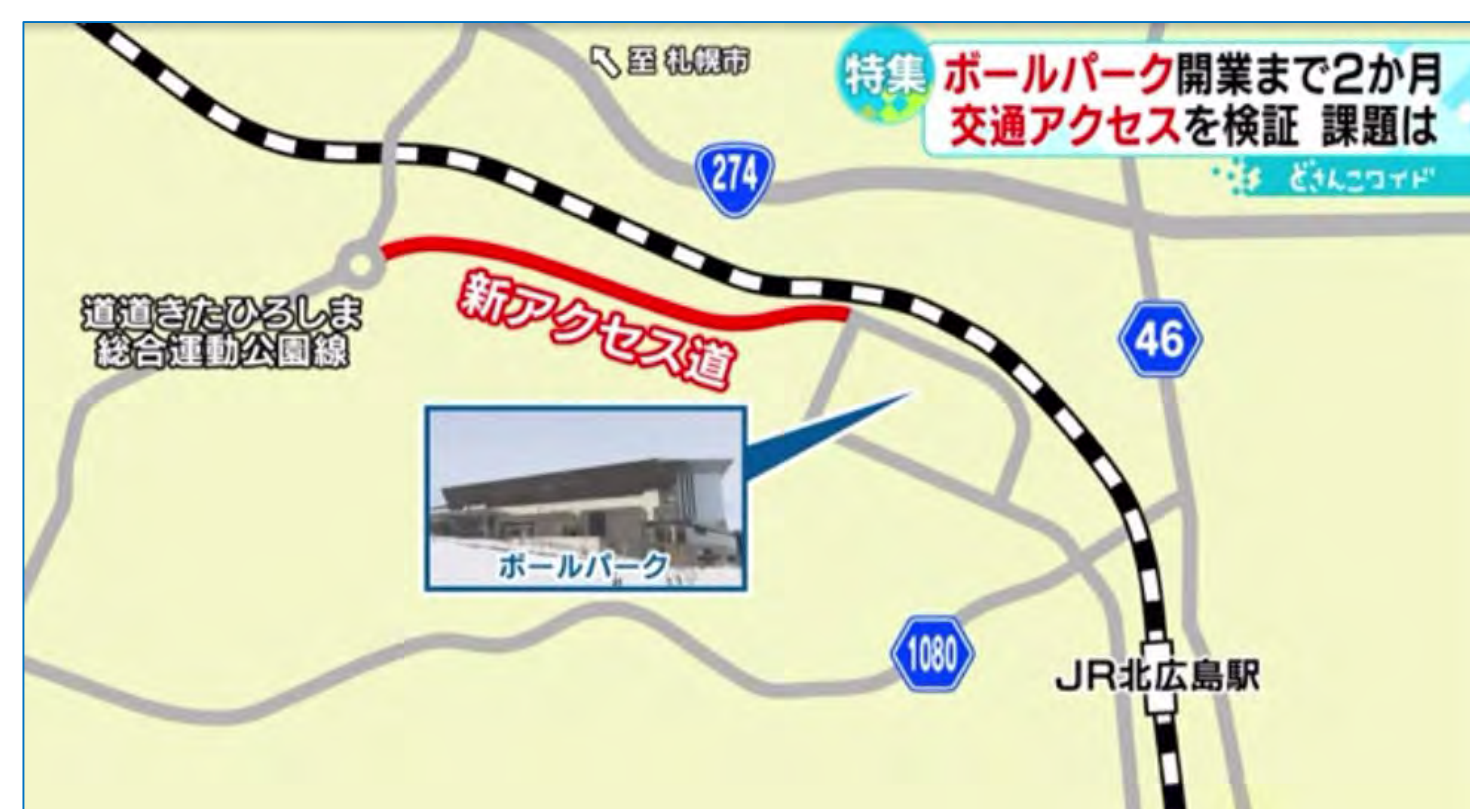 至 札幌市
特集
ボールパーク開業まで2か月
交通アクセスを検証 課題は
どさんこワイド
274
道道きたひろしま
総合運動公園線
新アクセス道
46
ボールパーク
1080
JR北広島駅